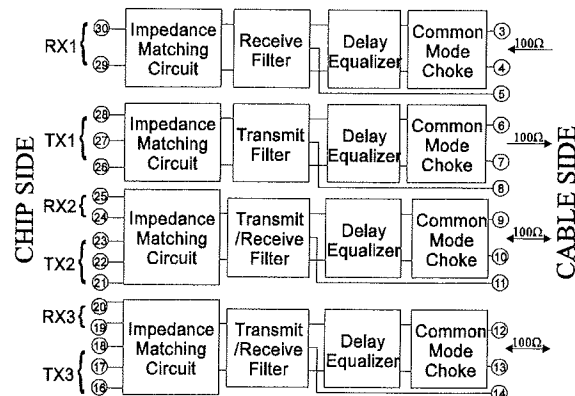 CHIP SIDE
CABLE SIDE
RX1
30
29
Impedance
Matching
Circuit
Receive
Filter
Delay
Equalizer
Common
Mode
Choke
3
4
5
100Ω
TX1
28
27
26
Impedance
Matching
Circuit
Transmit
Filter
Delay
Equalizer
Common
Mode
Choke
6
7
8
100Ω
RX2
25
24
TX2
23
22
21
Impedance
Matching
Circuit
Transmit
/Receive
Filter
Delay
Equalizer
Common
Mode
Choke
9
10
11
100Ω
RX3
20
19
TX3
18
17
16
Impedance
Matching
Circuit
Transmit
/Receive
Filter
Delay
Equalizer
Common
Mode
Choke
12
13
14
100Ω